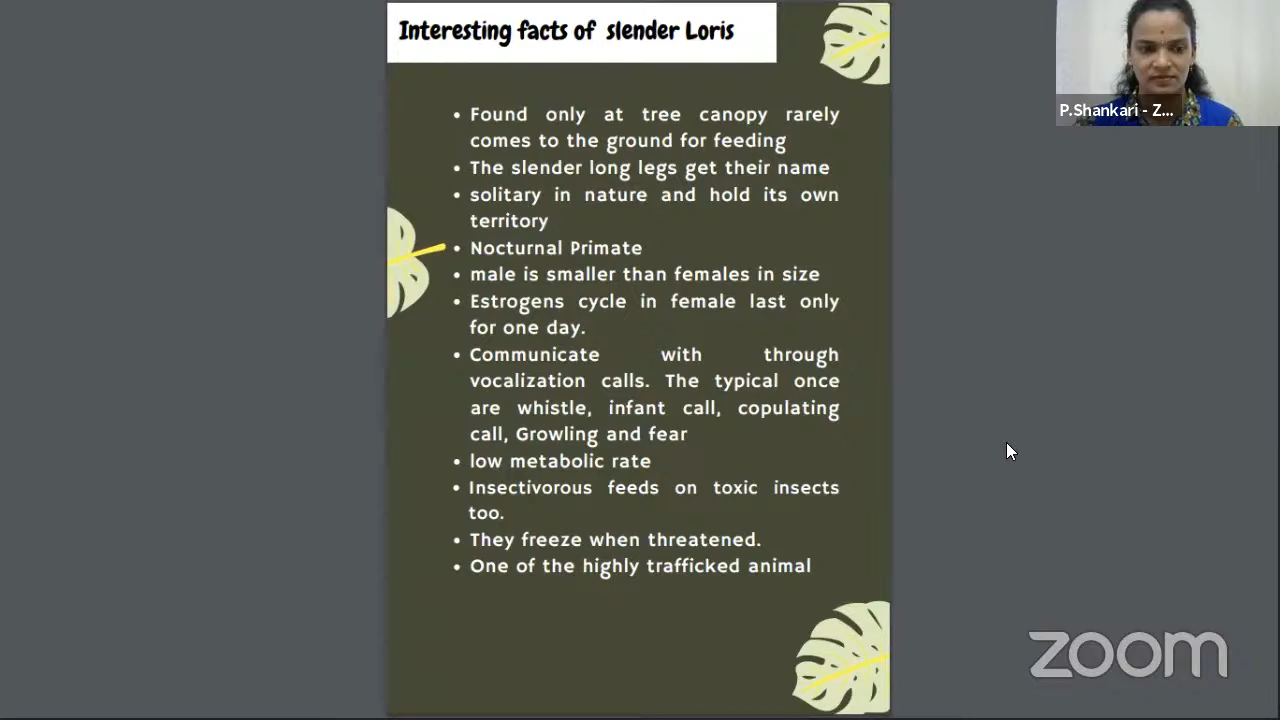 Interesting facts of slender Loris
P.Shankari - Z...
• Found only at tree canopy rarely
comes to the ground for feeding
• The slender long legs get their name
• solitary in nature and hold its own
territory
• Nocturnal Primate
• male is smaller than females in size
• Estrogens cycle in female last only
for one day.
• Communicate with through
vocalization calls. The typical once
are whistle, infant call, copulating
call, Growling and fear
• low metabolic rate
• Insectivorous feeds on toxic insects
too.
• They freeze when threatened.
• One of the highly trafficked animal
zoom